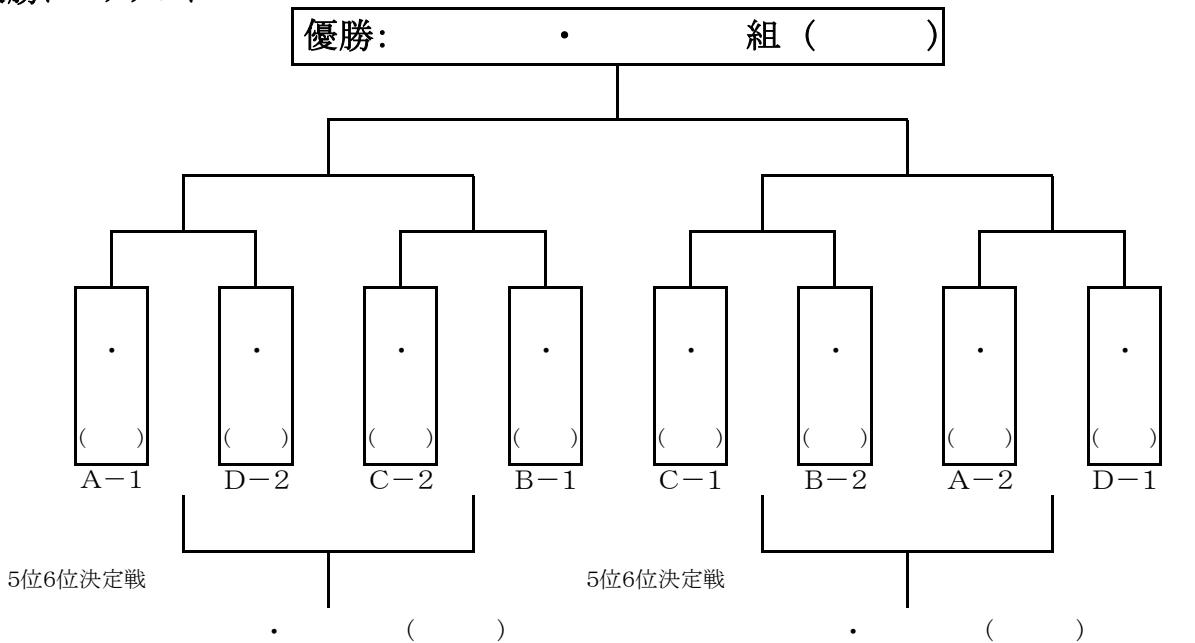 優勝: ・ 組 ( )
・ ・ ・ ・ ・ ・ ・ ・
( ) ( ) ( ) ( ) ( ) ( ) ( ) ( )
A-1 D-2 C-2 B-1 C-1 B-2 A-2 D-1
5位6位決定戦 5位6位決定戦
・ ( ) ・ ( )